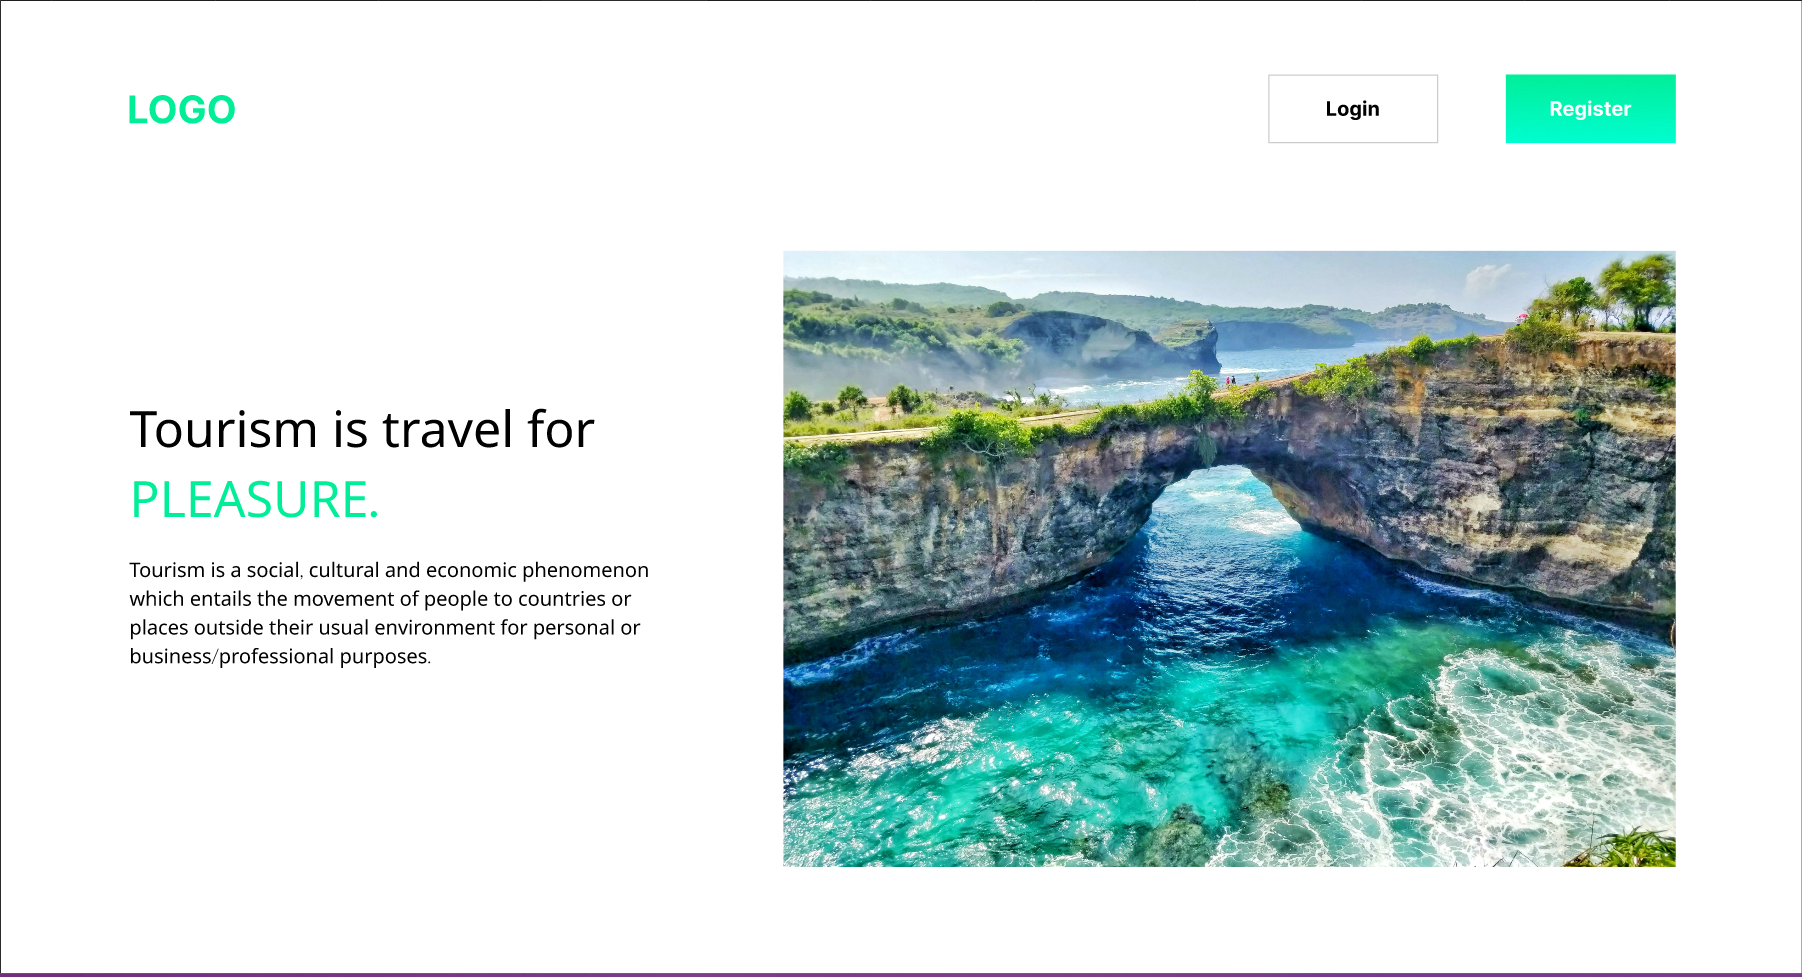 LOGO
Login
Register
Tourism is travel for
PLEASURE.
Tourism is a social, cultural and economic phenomenon
which entails the movement of people to countries or
places outside their usual environment for personal or
business/professional purposes.